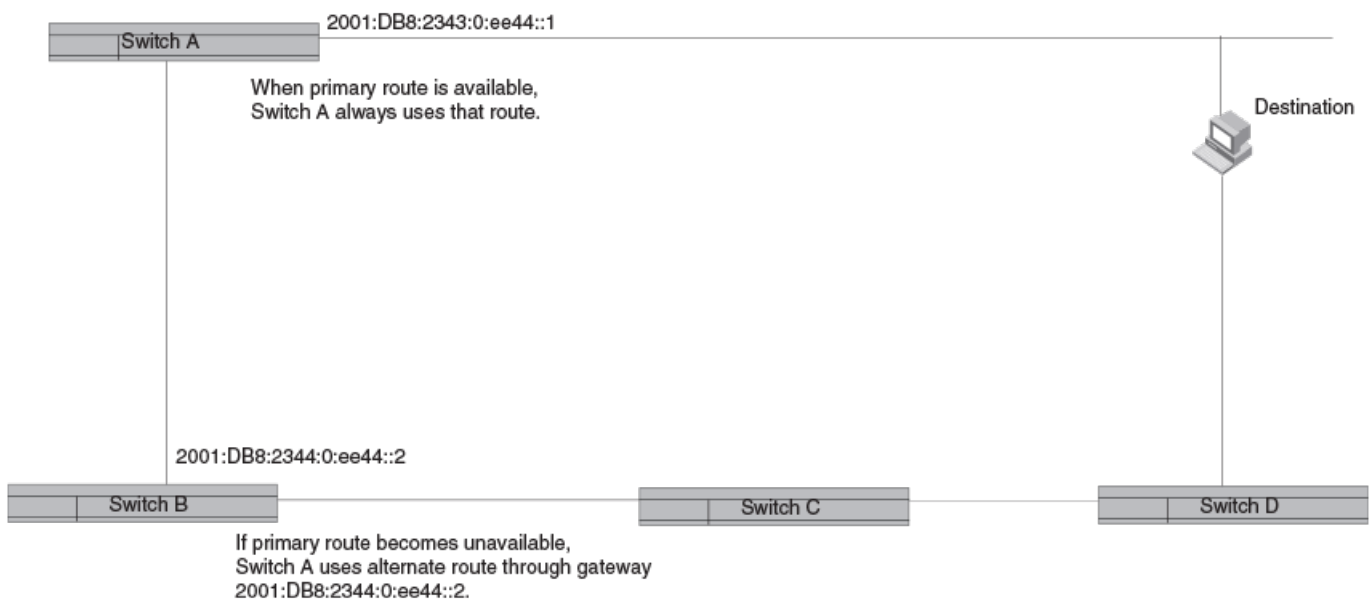 2001:DB8:2343:0:ee44::1
Switch A
When primary route is available,
Switch A always uses that route.
Destination
2001:DB8:2344:0:ee44::2
Switch B
Switch C
Switch D
If primary route becomes unavailable,
Switch A uses alternate route through gateway
2001:DB8:2344:0:ee44::2.